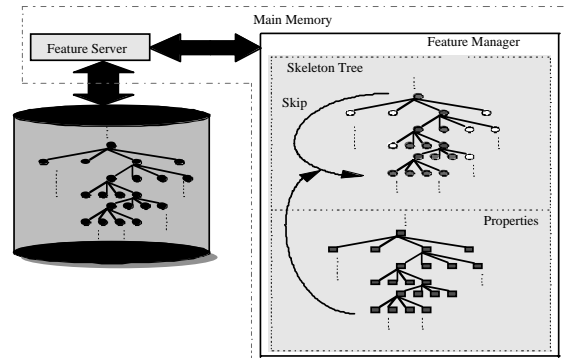 Main Memory
Feature Server
Feature Manager
Skeleton Tree
Skip
Properties